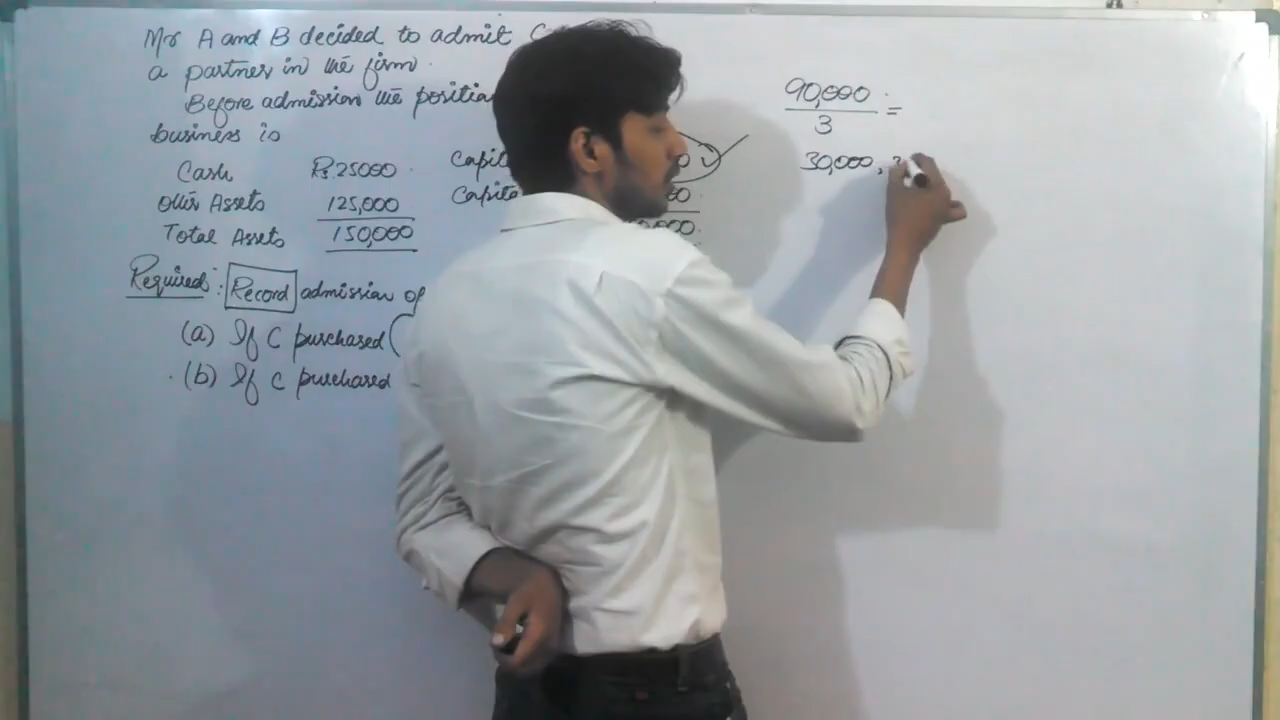 Mr A and B decided to admit C
a partner in the firm.
Before admission the position
business is
Cash Rs.25000
Other Assets 125,000
Total Assets 150,000
Required: Record admission of
(a) If C purchased (
(b) If C purchased
90,000
3 =
30,000,